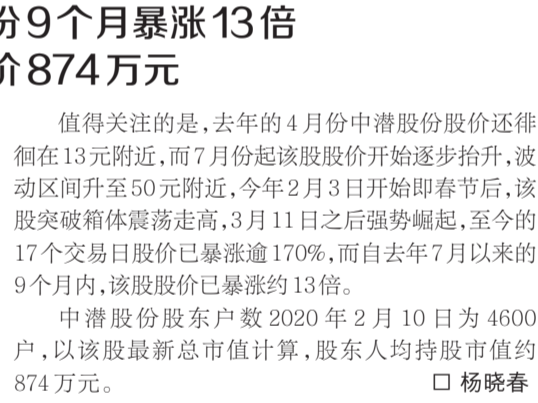 份9个月暴涨13倍
价874万元
值得关注的是,去年的4月份中潜股份股价还徘
徊在13元附近,而7月份起该股股价开始逐步抬升,波
动区间升至50元附近,今年2月3日开始即春节后,该
股突破箱体震荡走高,3月11日之后强势崛起,至今的
17个交易日股价已暴涨逾170%,而自去年7月以来的
9个月内,该股股价已暴涨约13倍。
中潜股份股东户数2020年2月10日为4600
户,以该股最新总市值计算,股东人均持股市值约
874万元。 □ 杨晓春